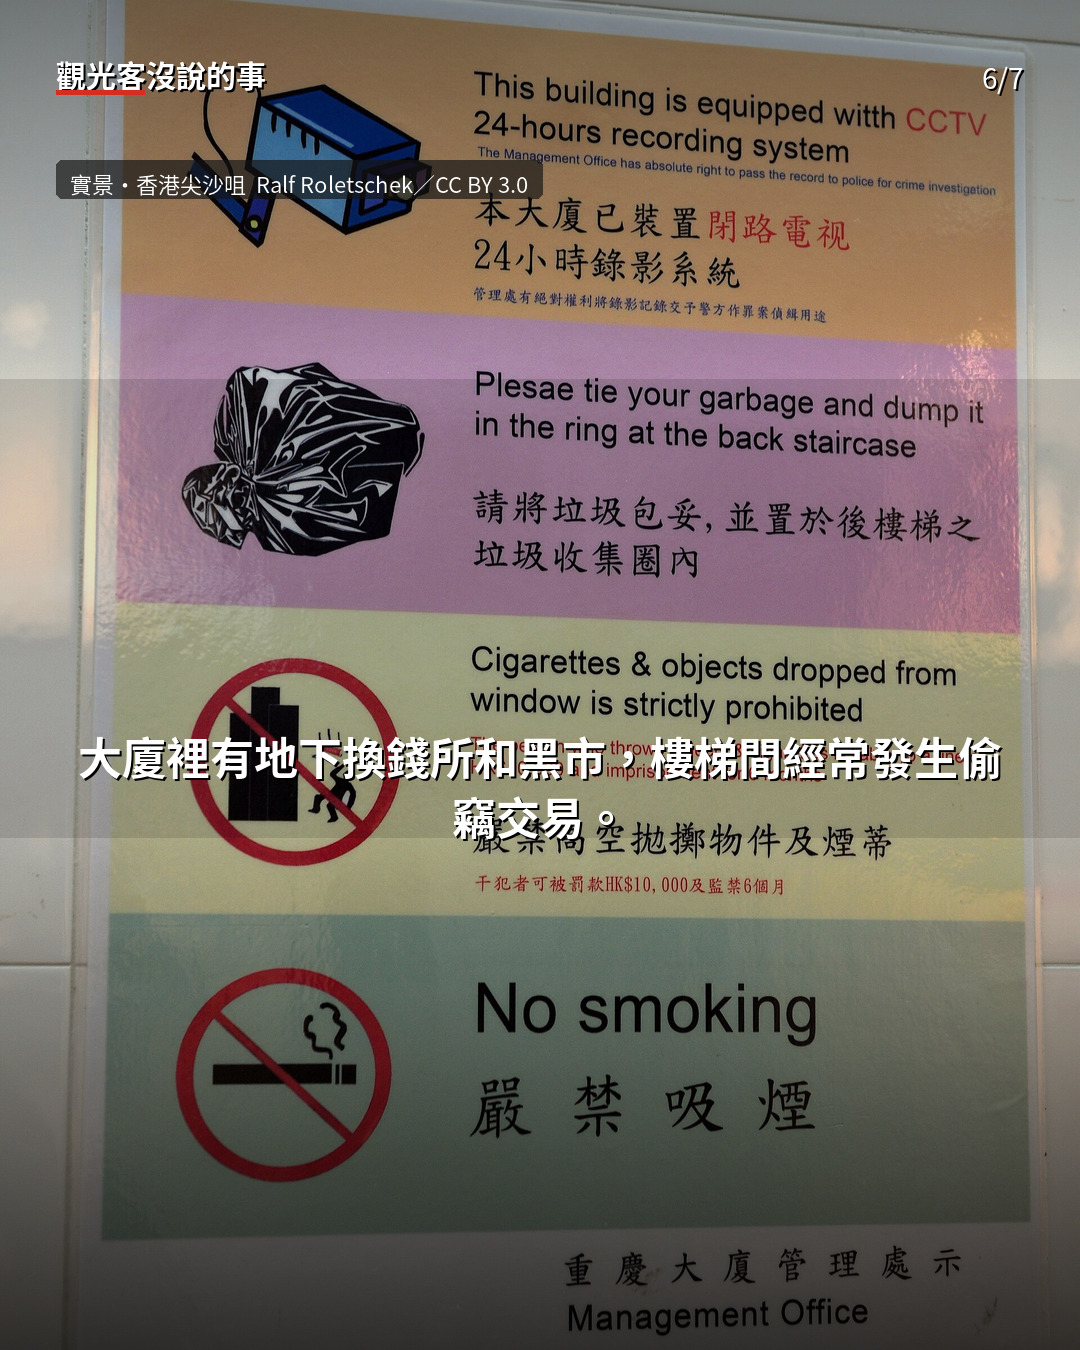 觀光客沒說的事
6/7
This building is equipped witth CCTV
24-hours recording system
The Management Office has absolute right to pass the record to police for crime investigation
實景・香港尖沙咀 Ralf Roletschek／CC BY 3.0
本大廈已裝置閉路電視
24小時錄影系統
管理處有絕對權利將錄影記錄交予警方作罪案偵緝用途
Plesae tie your garbage and dump it
in the ring at the back staircase
請將垃圾包妥, 並置於後樓梯之
垃圾收集圈內
Cigarettes & objects dropped from
window is strictly prohibited
大廈裡有地下換錢所和黑市，樓梯間經常發生偷
竊交易。
嚴禁高空拋擲物件及煙蒂
干犯者可被罰款HK$10,000及監禁6個月
No smoking
嚴禁吸煙
重慶大廈管理處示
Management Office